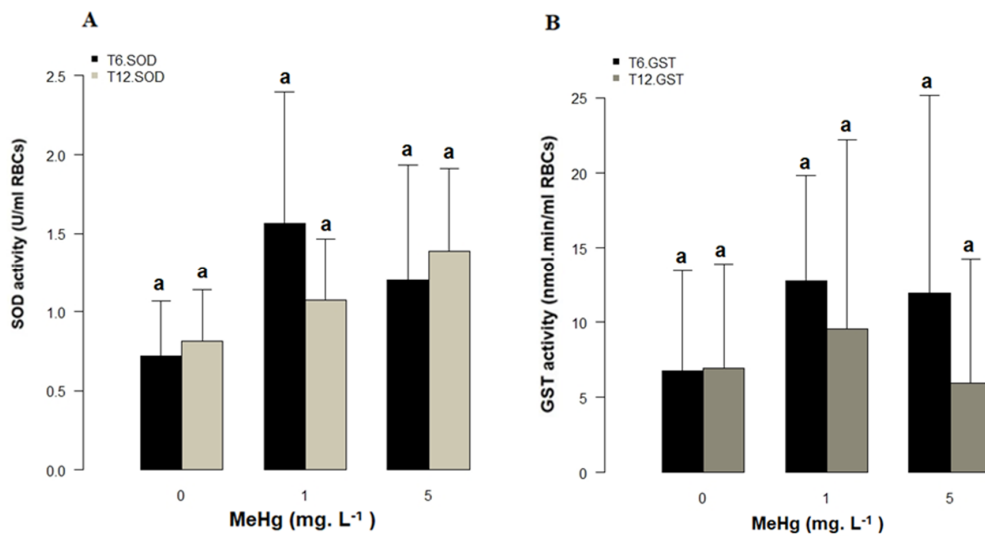 A
T6.SOD
T12.SOD
SOD activity (U/ml RBCs)
2.5
2.0
1.5
1.0
0.5
0.0
a
a
a
a
a
a
0
1
5
MeHg (mg. L⁻¹ )
B
T6.GST
T12.GST
GST activity (nmol.min/ml RBCs)
25
20
15
10
5
0
a
a
a
a
a
a
0
1
5
MeHg (mg. L⁻¹ )